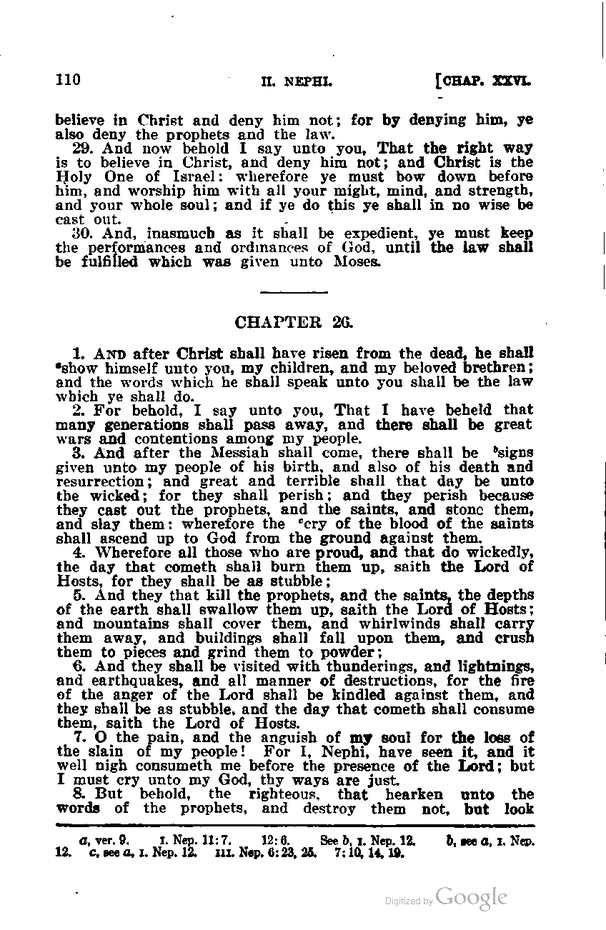 110 II. NEPHI. [CHAP. XXVI.
believe in Christ and deny him not; for by denying him, ye
also deny the prophets and the law.
29. And now behold I say unto you, That the right way
is to believe in Christ, and deny him not; and Christ is the
Holy One of Israel: wherefore ye must bow down before
him, and worship him with all your might, mind, and strength,
and your whole soul; and if ye do this ye shall in no wise be
cast out.
30. And, inasmuch as it shall be expedient, ye must keep
the performances and ordinances of God, until the law shall
be fulfilled which was given unto Moses.
CHAPTER 26.
1. AND after Christ shall have risen from the dead, he shall
ᵃshow himself unto you, my children, and my beloved brethren;
and the words which he shall speak unto you shall be the law
which ye shall do.
2. For behold, I say unto you, That I have beheld that
many generations shall pass away, and there shall be great
wars and contentions among my people.
3. And after the Messiah shall come, there shall be ᵇsigns
given unto my people of his birth, and also of his death and
resurrection; and great and terrible shall that day be unto
the wicked; for they shall perish; and they perish because
they cast out the prophets, and the saints, and stone them,
and slay them: wherefore the ᶜcry of the blood of the saints
shall ascend up to God from the ground against them.
4. Wherefore all those who are proud, and that do wickedly,
the day that cometh shall burn them up, saith the Lord of
Hosts, for they shall be as stubble;
5. And they that kill the prophets, and the saints, the depths
of the earth shall swallow them up, saith the Lord of Hosts;
and mountains shall cover them, and whirlwinds shall carry
them away, and buildings shall fall upon them, and crush
them to pieces and grind them to powder;
6. And they shall be visited with thunderings, and lightnings,
and earthquakes, and all manner of destructions, for the fire
of the anger of the Lord shall be kindled against them, and
they shall be as stubble, and the day that cometh shall consume
them, saith the Lord of Hosts.
7. O the pain, and the anguish of my soul for the loss of
the slain of my people! For I, Nephi, have seen it, and it
well nigh consumeth me before the presence of the Lord; but
I must cry unto my God, thy ways are just.
8. But behold, the righteous, that hearken unto the
words of the prophets, and destroy them not, but look
a, ver. 9. I. Nep. 11:7. 12:6. See b, I. Nep. 12. b, see a, I. Nep.
12. c, see a, I. Nep. 12. III. Nep. 6:23, 25. 7:10, 14, 19.
Digitized by Google